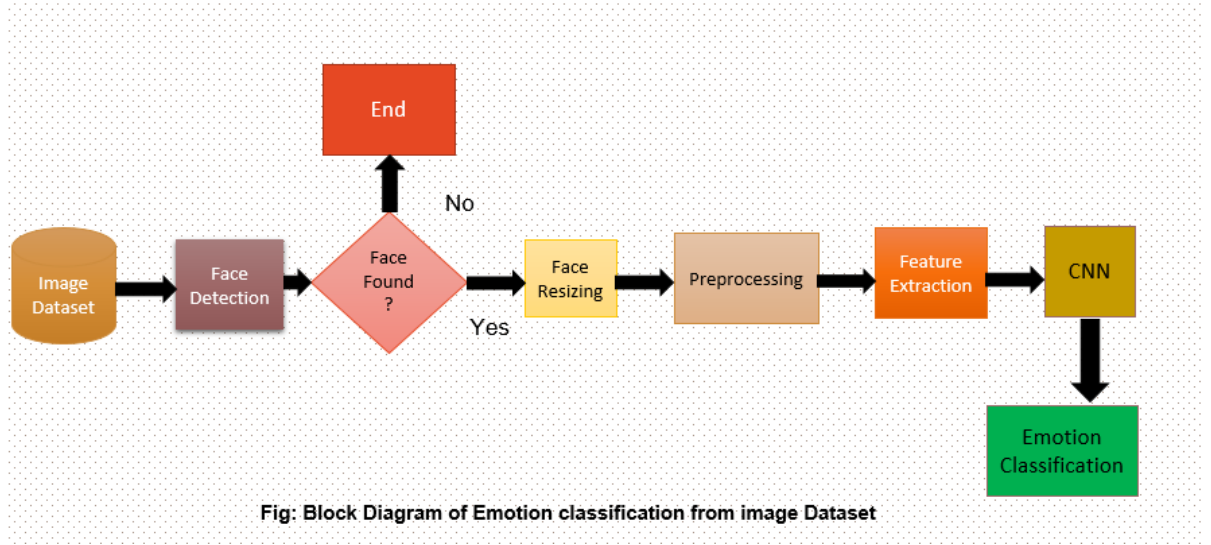 End
No
Image
Dataset
Face
Detection
Face
Found
?
Yes
Face
Resizing
Preprocessing
Feature
Extraction
CNN
Emotion
Classification
Fig: Block Diagram of Emotion classification from image Dataset